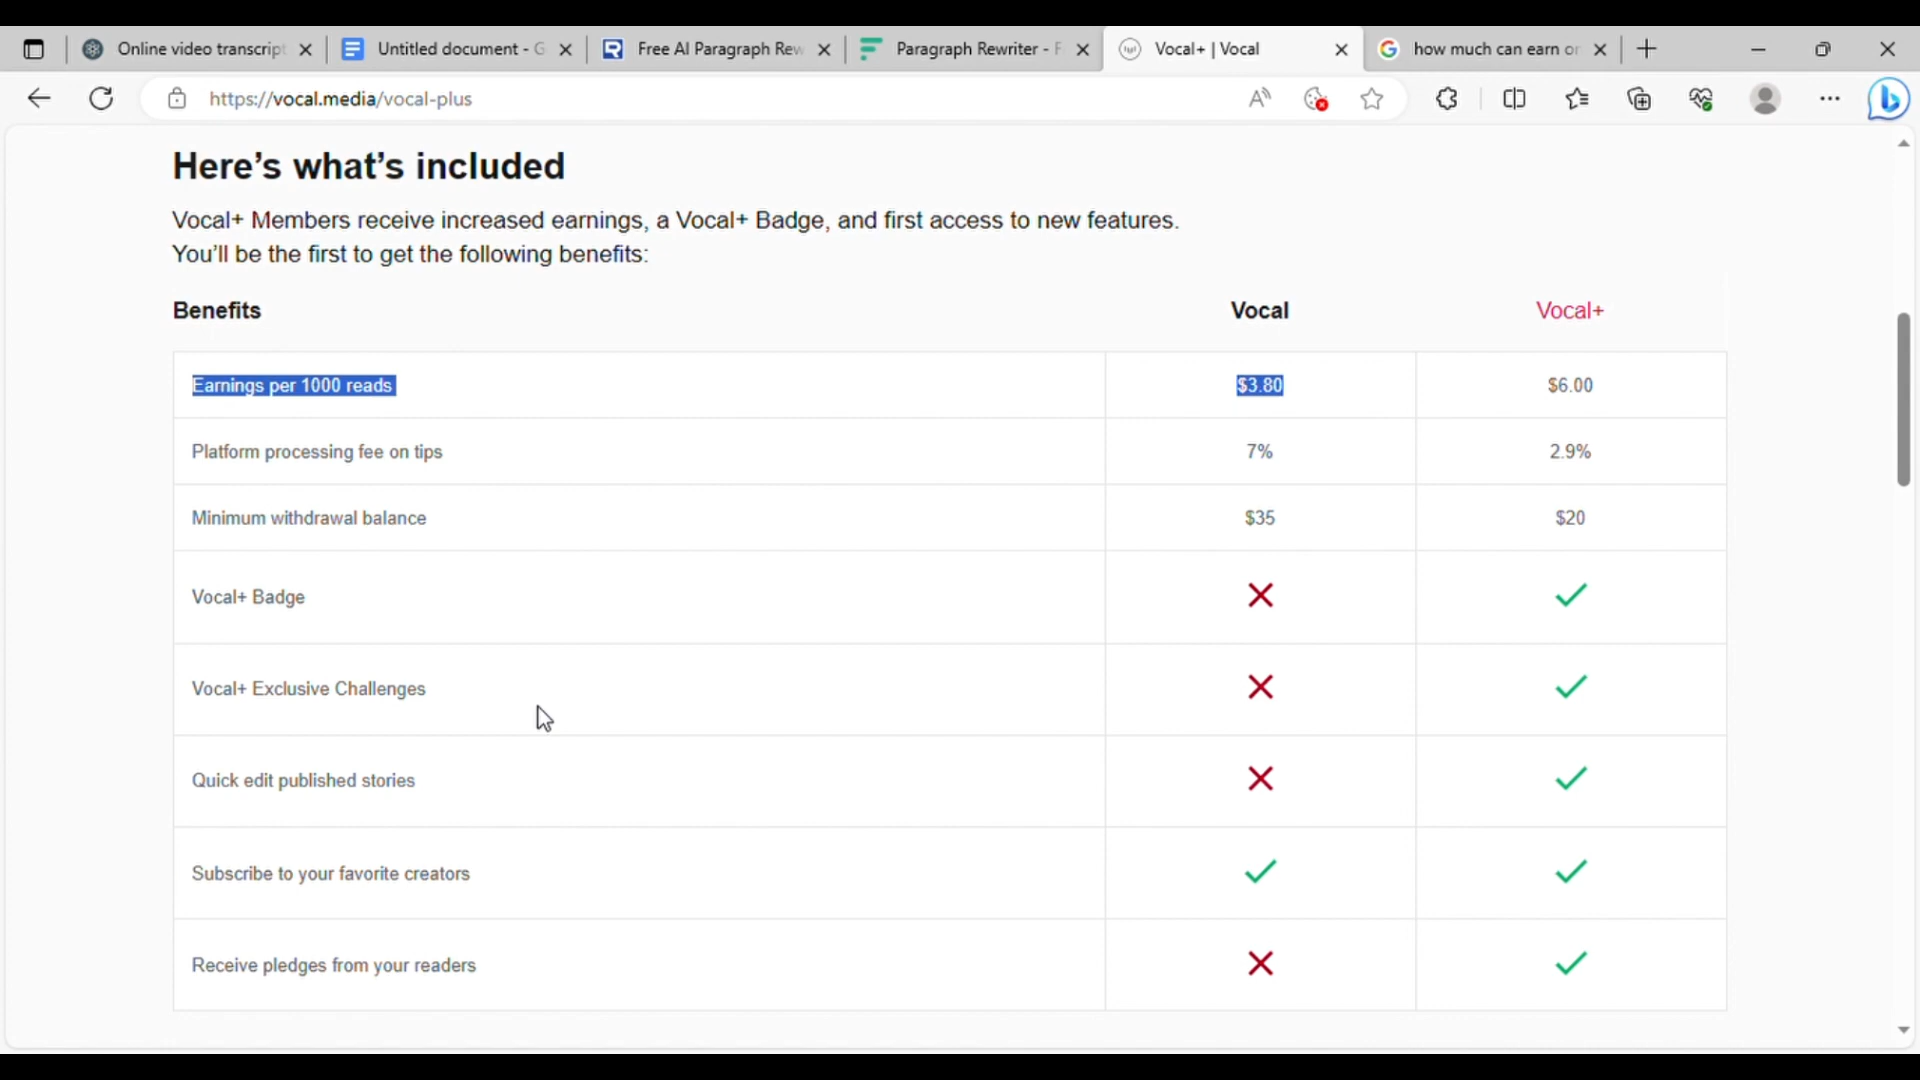 Online video transcript
Untitled document - G
Free AI Paragraph Rew
Paragraph Rewriter - F
Vocal+ | Vocal
how much can earn on
https://vocal.media/vocal-plus
Here’s what’s included
Vocal+ Members receive increased earnings, a Vocal+ Badge, and first access to new features.
You’ll be the first to get the following benefits:
Benefits Vocal Vocal+
Earnings per 1000 reads $3.80 $6.00
Platform processing fee on tips 7% 2.9%
Minimum withdrawal balance $35 $20
Vocal+ Badge
Vocal+ Exclusive Challenges
Quick edit published stories
Subscribe to your favorite creators
Receive pledges from your readers